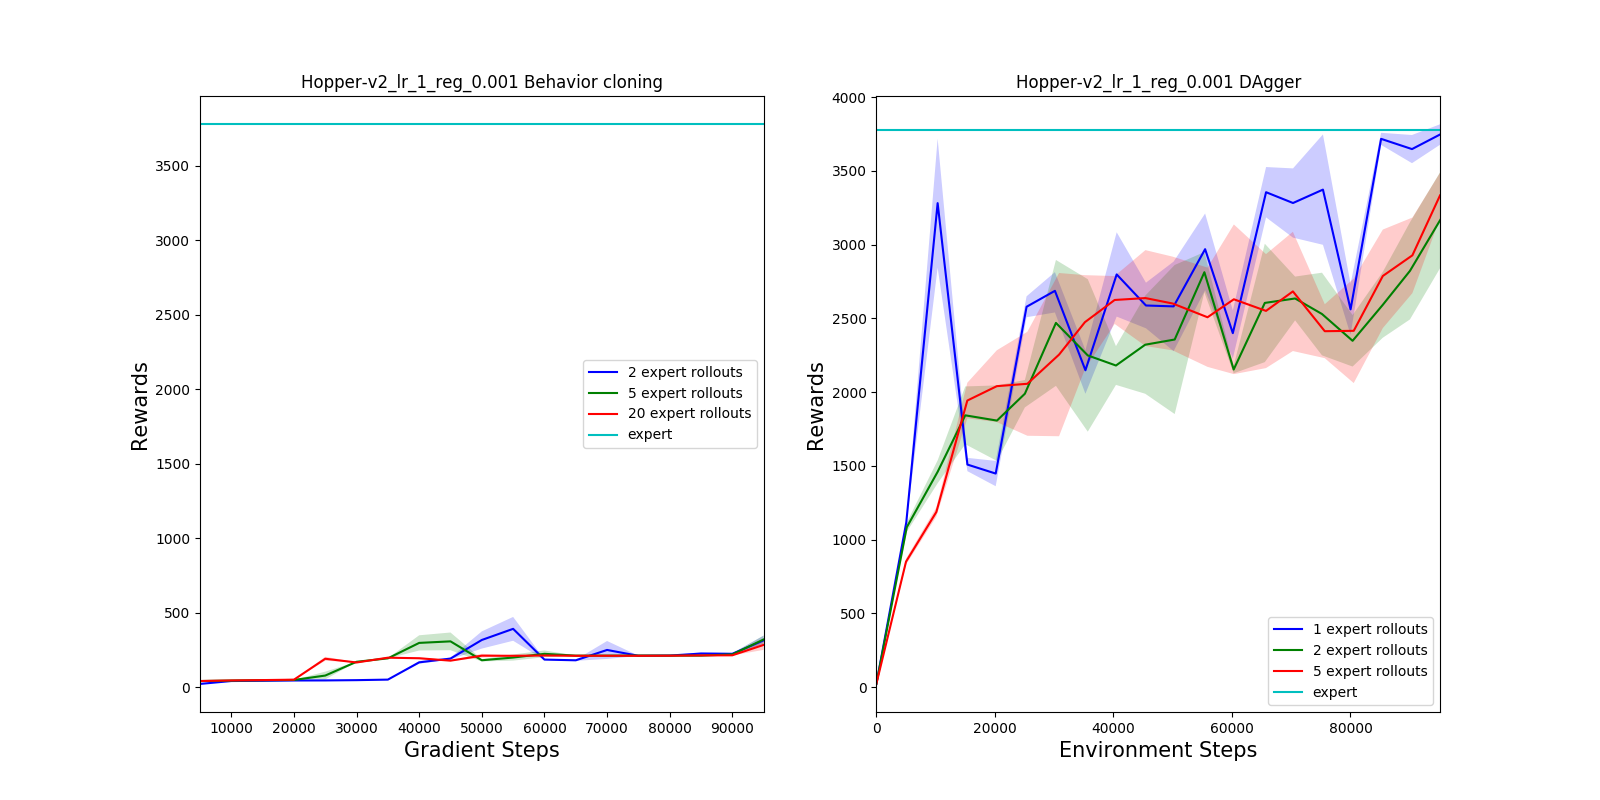 Hopper-v2_lr_1_reg_0.001 Behavior cloning
Rewards
3500
3000
2500
2000
1500
1000
500
0
2 expert rollouts
5 expert rollouts
20 expert rollouts
expert
10000 20000 30000 40000 50000 60000 70000 80000 90000
Gradient Steps
Hopper-v2_lr_1_reg_0.001 DAgger
Rewards
4000
3500
3000
2500
2000
1500
1000
500
0
1 expert rollouts
2 expert rollouts
5 expert rollouts
expert
0 20000 40000 60000 80000
Environment Steps